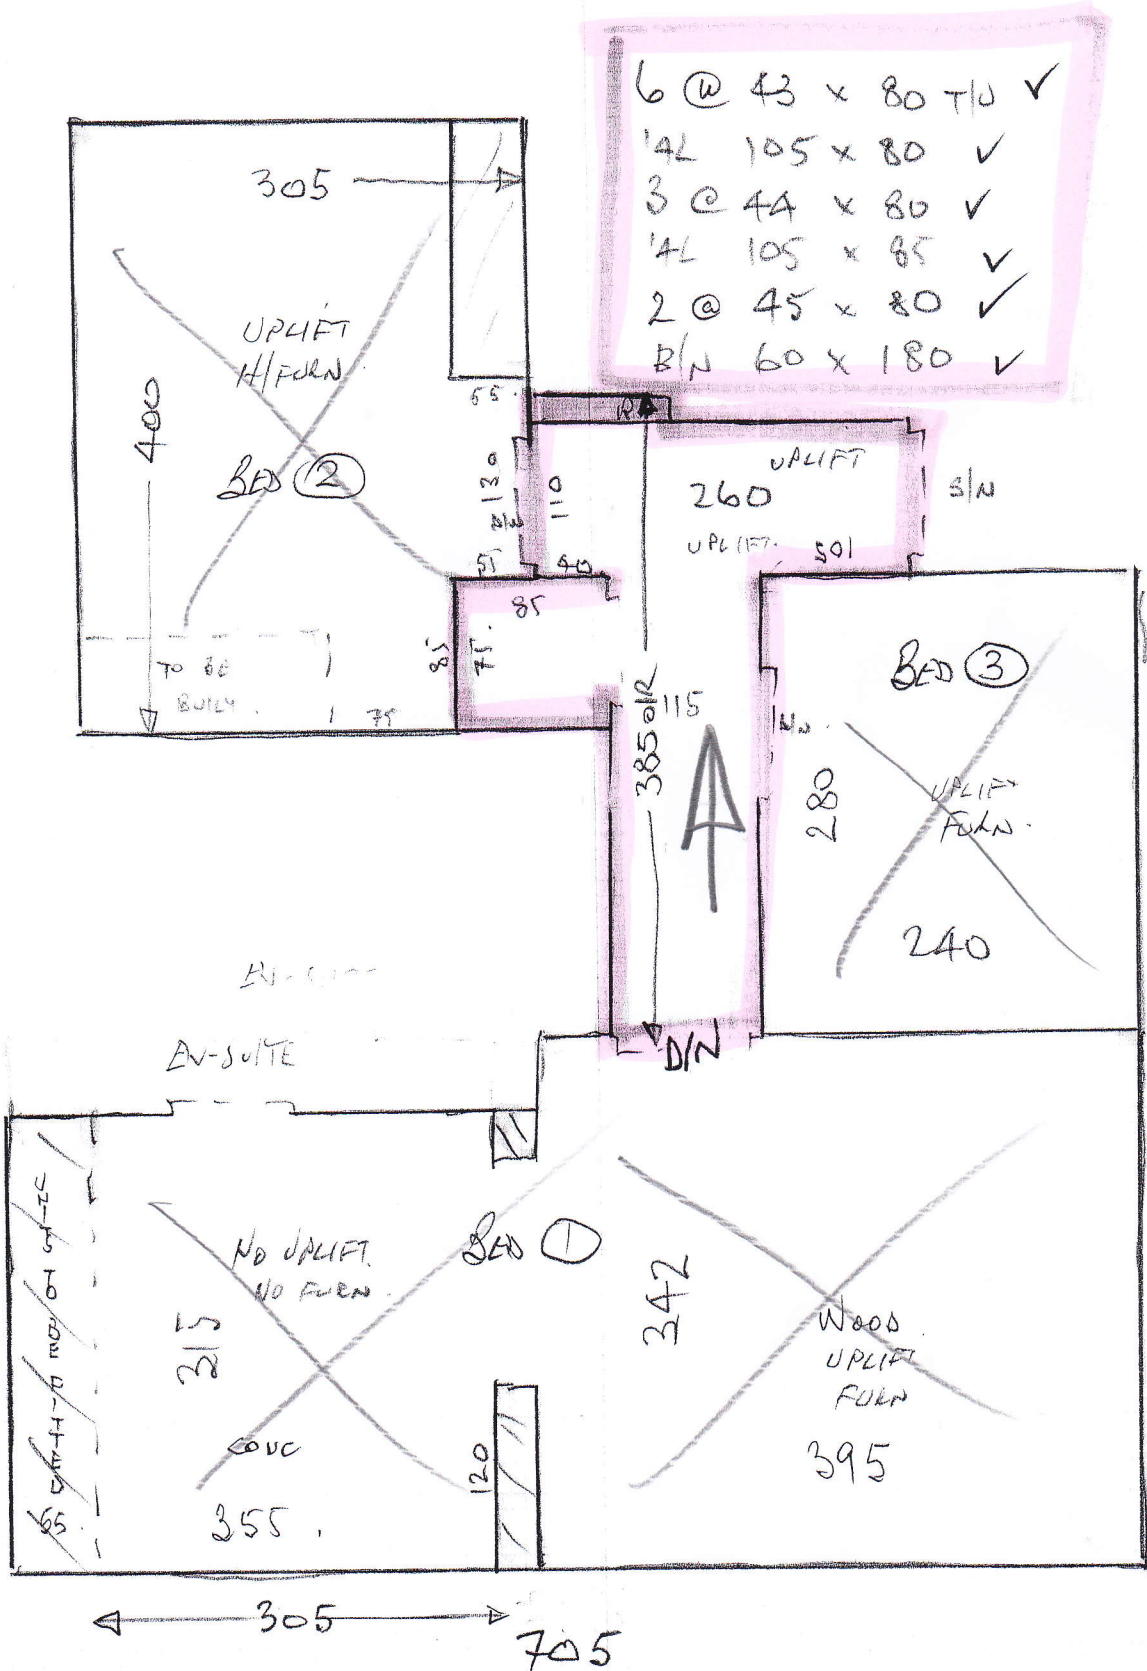 6 @ 43 x 80 T/U ✓
'AL 105 x 80 ✓
3 @ 44 x 80 ✓
'AL 105 x 85 ✓
2 @ 45 x 80 ✓
B/N 60 x 180 ✓
305
UPLIFT
H/FURN
400
BED 2
55
130
D/N
110
51
40
85
85
75
TO BE
BUILT
75
UPLIFT
260
UPLIFT
S/N
501
385 O/R
115
BED 3
280
UPLIFT
FURN
240
D/N
EN-SUITE
NO UPLIFT
NO FURN
BED 1
315
342
WOOD
UPLIFT
FURN
CONC
120
395
65
355
305
705